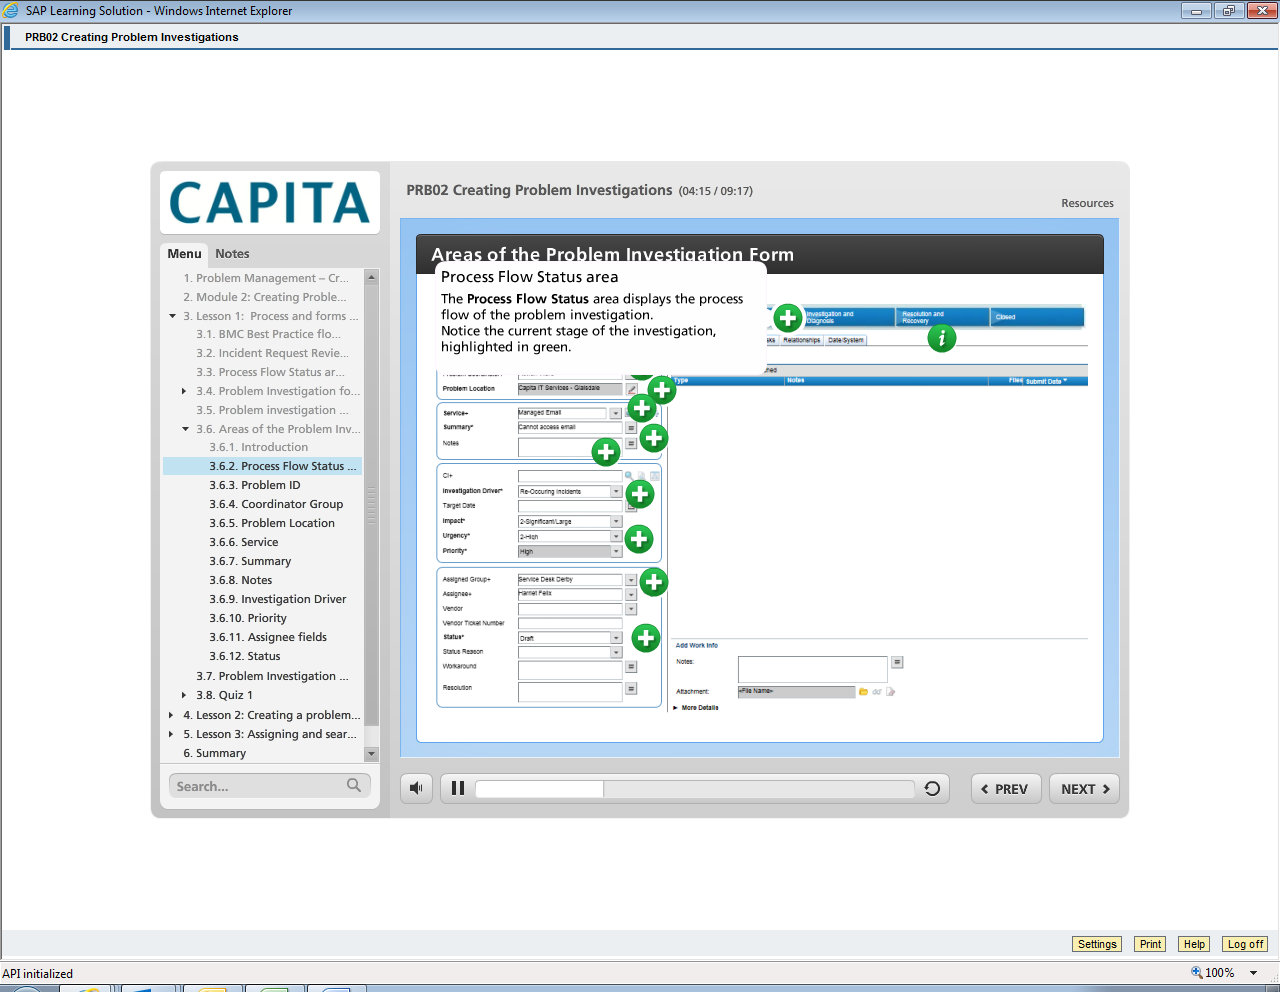 SAP Learning Solution - Windows Internet Explorer
PRB02 Creating Problem Investigations
CAPITA
PRB02 Creating Problem Investigations (04:15 / 09:17)
Resources
Menu Notes
1. Problem Management – Cr...
2. Module 2: Creating Proble...
3. Lesson 1: Process and forms ...
3.1. BMC Best Practice flo...
3.2. Incident Request Revie...
3.3. Process Flow Status ar...
3.4. Problem Investigation fo...
3.5. Problem investigation ...
3.6. Areas of the Problem Inv...
3.6.1. Introduction
3.6.2. Process Flow Status ...
3.6.3. Problem ID
3.6.4. Coordinator Group
3.6.5. Problem Location
3.6.6. Service
3.6.7. Summary
3.6.8. Notes
3.6.9. Investigation Driver
3.6.10. Priority
3.6.11. Assignee fields
3.6.12. Status
3.7. Problem Investigation ...
3.8. Quiz 1
4. Lesson 2: Creating a problem...
5. Lesson 3: Assigning and sear...
6. Summary
Search...
Areas of the Problem Investigation Form
Process Flow Status area
The Process Flow Status area displays the process
flow of the problem investigation.
Notice the current stage of the investigation,
highlighted in green.
Investigation and
Diagnosis
Resolution and
Recovery
Closed
Relationships Date/System
Type Notes Files Submit Date
Problem Location Capita IT Services - Glaisdale
Service+ Managed Email
Summary* Cannot access email
Notes
CI+
Investigation Driver* Re-Occuring Incidents
Target Date
Impact* 2-Significant/Large
Urgency* 2-High
Priority* High
Assigned Group+ Service Desk Derby
Assignee+ Harriet Felix
Vendor
Vendor Ticket Number
Status* Draft
Status Reason
Workaround
Resolution
Add Work Info
Notes:
Attachment: <File Name>
More Details
PREV NEXT
Settings Print Help Log off
API initialized
100%